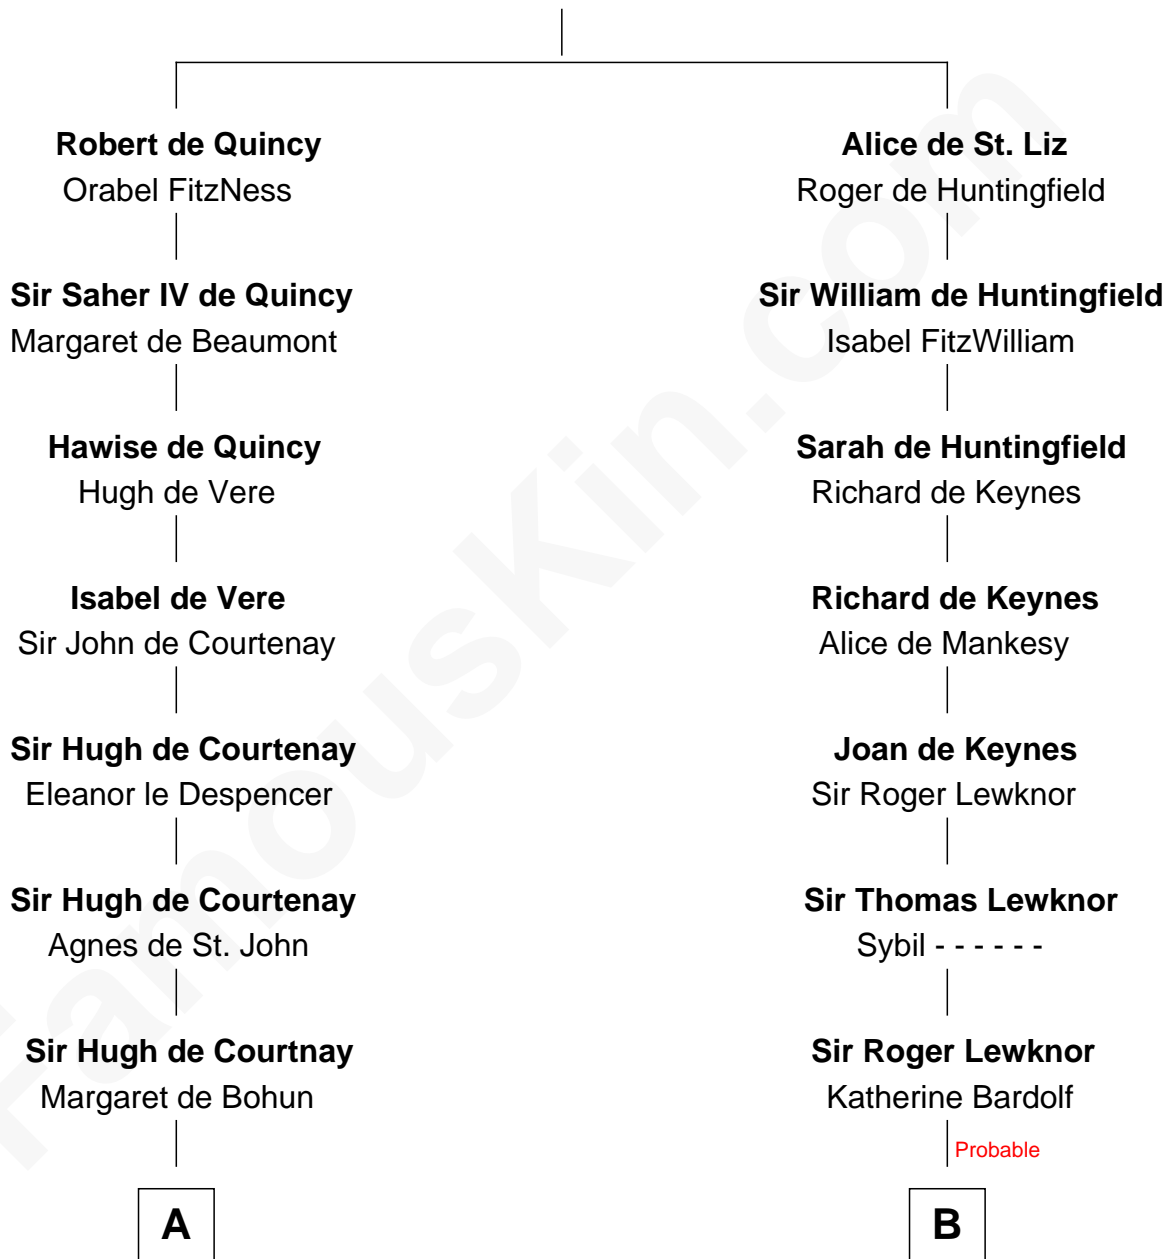 Robert de Quincy
Orabel FitzNess
Sir Saher IV de Quincy
Margaret de Beaumont
Hawise de Quincy
Hugh de Vere
Isabel de Vere
Sir John de Courtenay
Sir Hugh de Courtenay
Eleanor le Despencer
Sir Hugh de Courtenay
Agnes de St. John
Sir Hugh de Courtnay
Margaret de Bohun
A
Alice de St. Liz
Roger de Huntingfield
Sir William de Huntingfield
Isabel FitzWilliam
Sarah de Huntingfield
Richard de Keynes
Richard de Keynes
Alice de Mankesy
Joan de Keynes
Sir Roger Lewknor
Sir Thomas Lewknor
Sybil - - - - - -
Sir Roger Lewknor
Katherine Bardolf
Probable
B
FamousKin.com